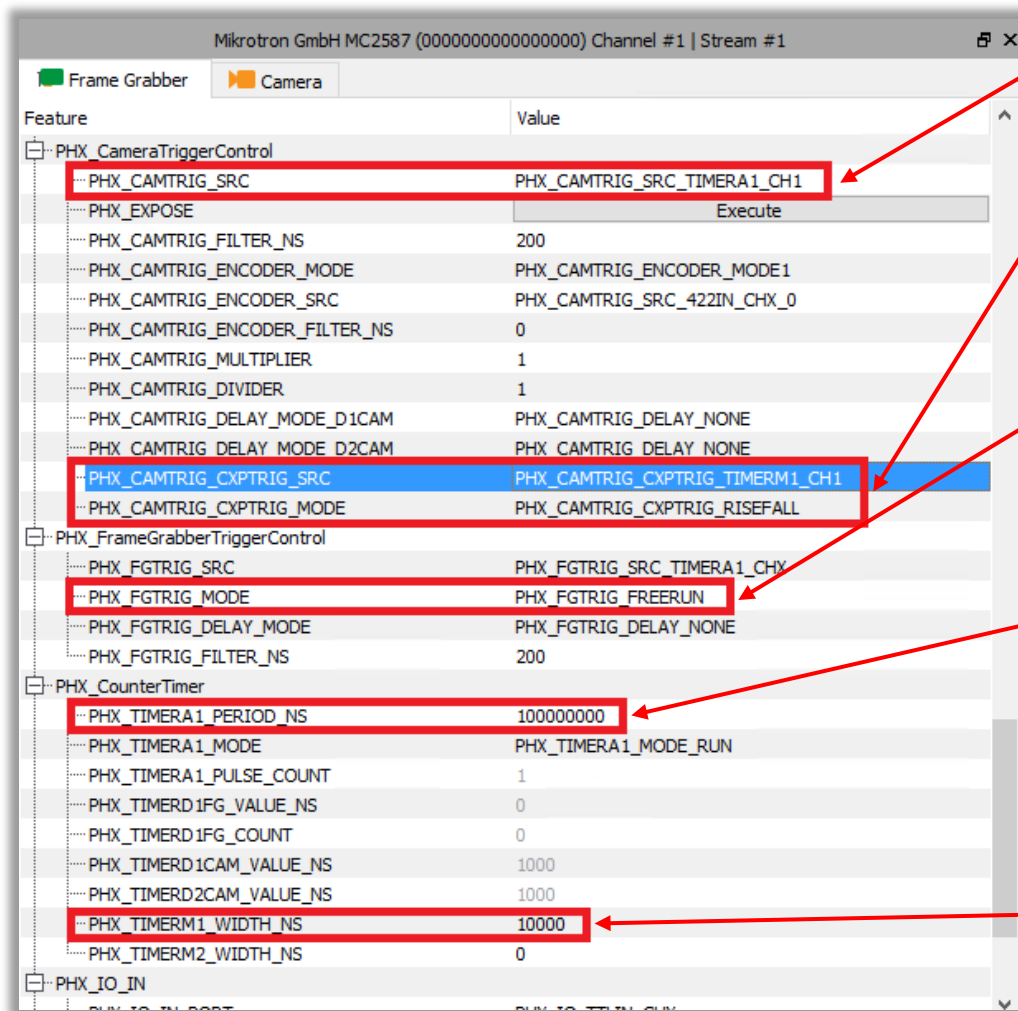 Mikrotron GmbH MC2587 (0000000000000000) Channel #1 | Stream #1
Frame Grabber Camera
Feature Value
PHX_CameraTriggerControl
PHX_CAMTRIG_SRC PHX_CAMTRIG_SRC_TIMERA1_CH1
PHX_EXPOSE Execute
PHX_CAMTRIG_FILTER_NS 200
PHX_CAMTRIG_ENCODER_MODE PHX_CAMTRIG_ENCODER_MODE1
PHX_CAMTRIG_ENCODER_SRC PHX_CAMTRIG_SRC_422IN_CHX_0
PHX_CAMTRIG_ENCODER_FILTER_NS 0
PHX_CAMTRIG_MULTIPLIER 1
PHX_CAMTRIG_DIVIDER 1
PHX_CAMTRIG_DELAY_MODE_D1CAM PHX_CAMTRIG_DELAY_NONE
PHX_CAMTRIG_DELAY_MODE_D2CAM PHX_CAMTRIG_DELAY_NONE
PHX_CAMTRIG_CXPTRIG_SRC PHX_CAMTRIG_CXPTRIG_TIMERM1_CH1
PHX_CAMTRIG_CXPTRIG_MODE PHX_CAMTRIG_CXPTRIG_RISEFALL
PHX_FrameGrabberTriggerControl
PHX_FGTRIG_SRC PHX_FGTRIG_SRC_TIMERA1_CHX
PHX_FGTRIG_MODE PHX_FGTRIG_FREERUN
PHX_FGTRIG_DELAY_MODE PHX_FGTRIG_DELAY_NONE
PHX_FGTRIG_FILTER_NS 200
PHX_CounterTimer
PHX_TIMERA1_PERIOD_NS 100000000
PHX_TIMERA1_MODE PHX_TIMERA1_MODE_RUN
PHX_TIMERA1_PULSE_COUNT 1
PHX_TIMERD1FG_VALUE_NS 0
PHX_TIMERD1FG_COUNT 0
PHX_TIMERD1CAM_VALUE_NS 1000
PHX_TIMERD2CAM_VALUE_NS 1000
PHX_TIMERM1_WIDTH_NS 10000
PHX_TIMERM2_WIDTH_NS 0
PHX_IO_IN